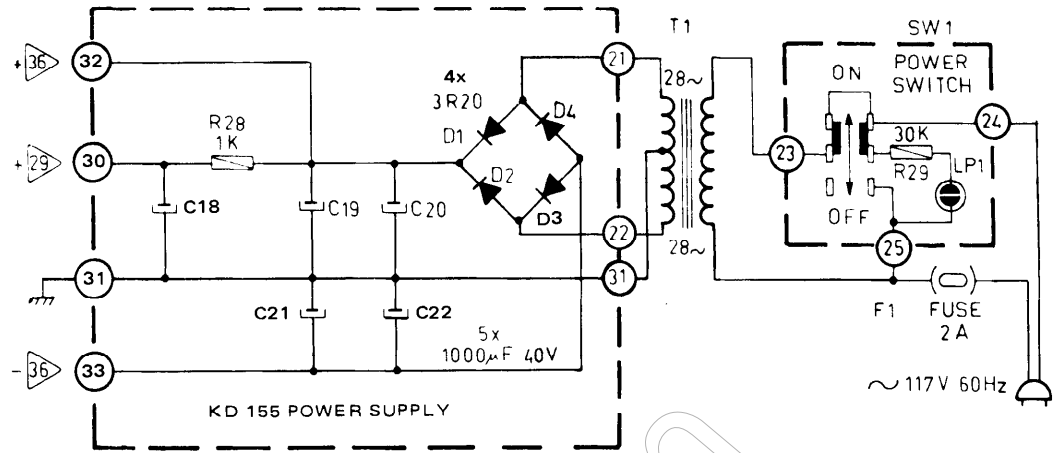 T1
SW1
POWER
SWITCH
ON
+ 36
32
4x
3R20
21
28~
D1
D4
R28
1K
24
30K
R29
LP1
+ 29
30
23
D2
C18
C19
C20
D3
OFF
22
28~
25
31
31
C21
C22
F1
FUSE
2A
5x
1000µF 40V
- 36
33
~ 117V 60Hz
KD 155 POWER SUPPLY